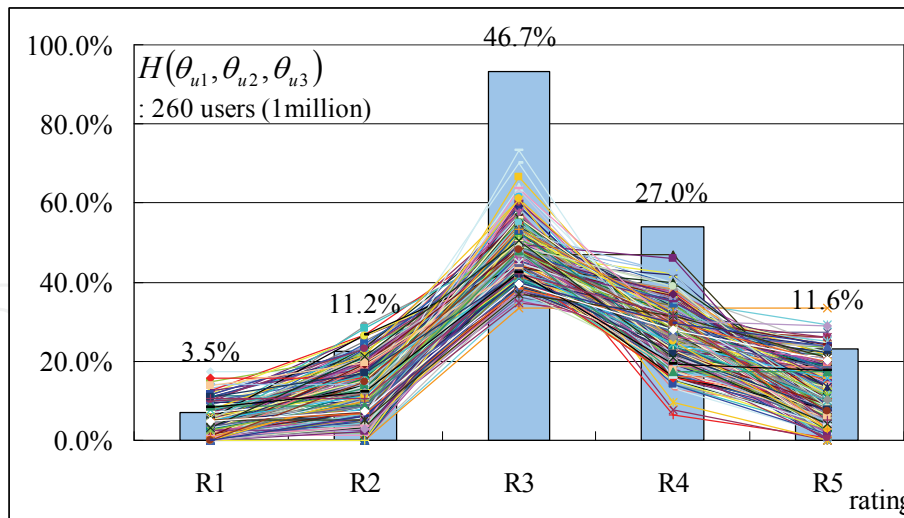 100.0%
46.7%
H(θu1, θu2, θu3)
: 260 users (1million)
80.0%
60.0%
27.0%
40.0%
11.2%
11.6%
20.0%
3.5%
0.0%
R1 R2 R3 R4 R5
rating